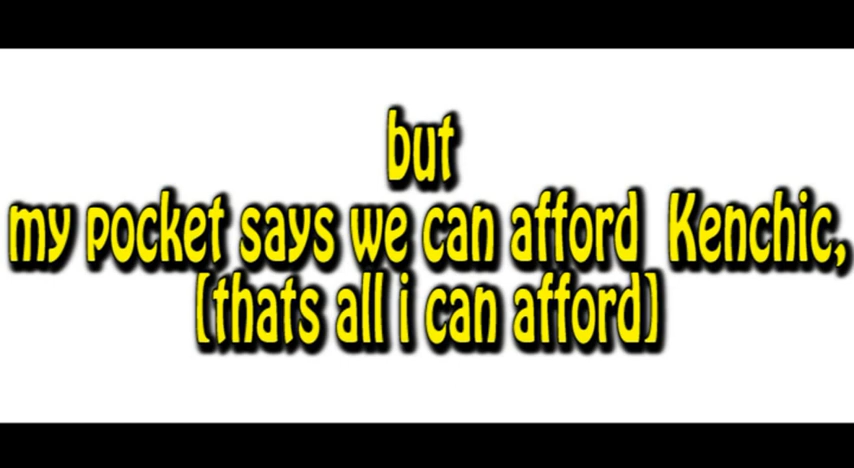 but
my pocket says we can afford  Kenchic,
(thats all i can afford)